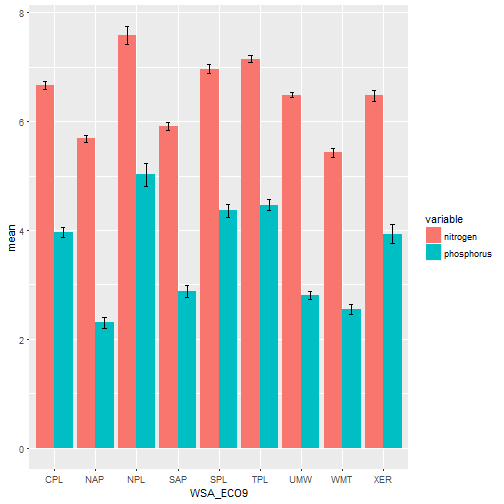 8
6
4
2
0
mean
CPL NAP NPL SAP SPL TPL UMW WMT XER
WSA_ECO9
variable
nitrogen
phosphorus